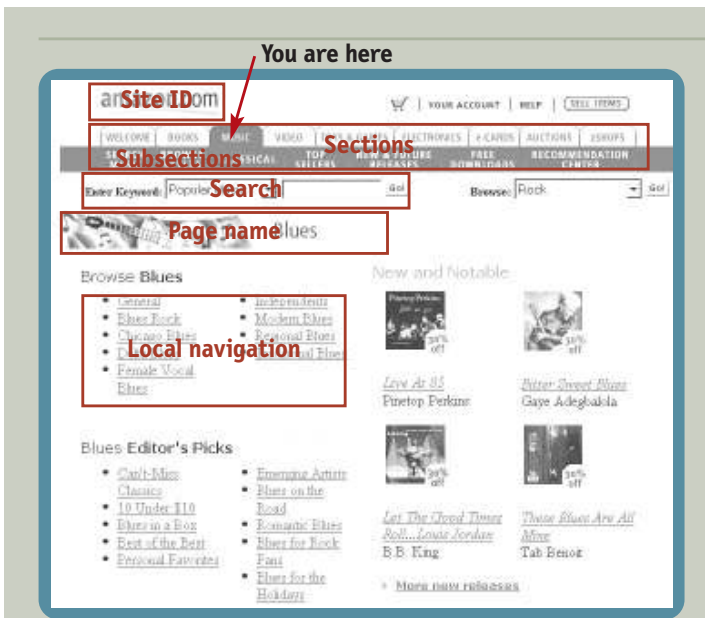 You are here
amazon.com
Site ID
YOUR ACCOUNT | HELP | SELL ITEMS
WELCOME BOOKS MUSIC VIDEO ELECTRONICS e-CARDS AUCTIONS zSHOPS
Sections
Subsections
TOP SELLERS
NEW & FUTURE RELEASES
FREE DOWNLOADS
RECOMMENDATION CENTER
Enter Keyword: Popular
Search
Go!
Browse: Rock
Go!
Page name
Blues
Browse Blues
• General
• Blues Rock
• Chicago Blues
• Female Vocal Blues
• Independents
• Modern Blues
• Regional Blues
Blues
Local navigation
New and Notable
30% off
30% off
Live At 85
Pinetop Perkins
Bitter Sweet Blues
Gaye Adegbalola
30% off
30% off
Let The Good Times
Roll...Louis Jordan
B.B. King
These Blues Are All
Mine
Tab Benoit
› More new releases
Blues Editor's Picks
• Can't-Miss
Classics
• 10 Under $10
• Blues in a Box
• Best of the Best
• Personal Favorites
• Emerging Artists
• Blues on the
Road
• Romantic Blues
• Blues for Rock
Fans
• Blues for the
Holidays